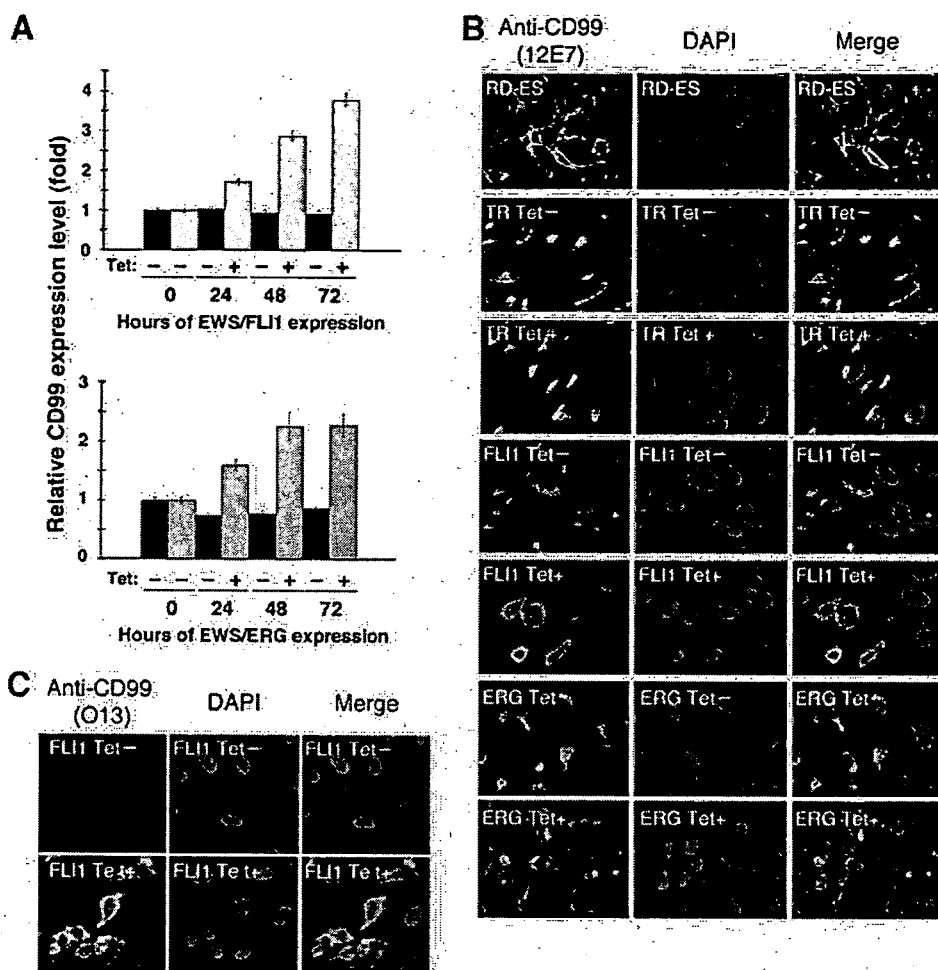 A
Relative CD99 expression level (fold)
4
3
2
1
0
Tet: − − − + − + − +
0 24 48 72
Hours of EWS/FLI1 expression
3
2
1
0
Tet: − − − + − + − +
0 24 48 72
Hours of EWS/ERG expression
B
Anti-CD99 (12E7) DAPI Merge
RD-ES RD-ES RD-ES
TR Tet− TR Tet− TR Tet−
TR Tet+ TR Tet+ TR Tet+
FLI1 Tet− FLI1 Tet− FLI1 Tet−
FLI1 Tet+ FLI1 Tet+ FLI1 Tet+
ERG Tet− ERG Tet− ERG Tet−
ERG Tet+ ERG Tet+ ERG Tet+
C
Anti-CD99 (O13) DAPI Merge
FLI1 Tet− FLI1 Tet− FLI1 Tet−
FLI1 Tet+ FLI1 Tet+ FLI1 Tet+